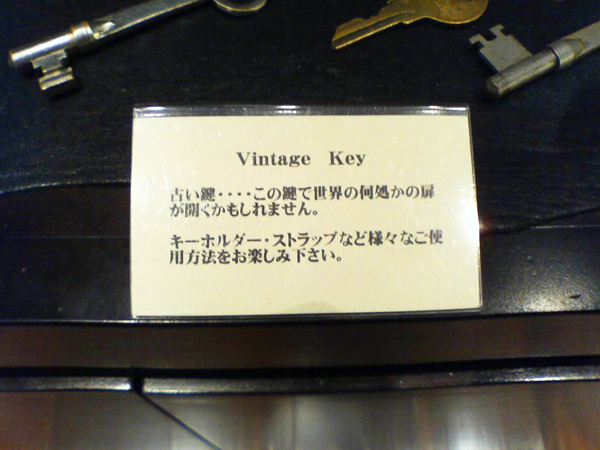 Vintage Key
古い鍵・・・・この鍵で世界の何処かの扉
が開くかもしれません。
キーホルダー・ストラップなど様々なご使
用方法をお楽しみ下さい。